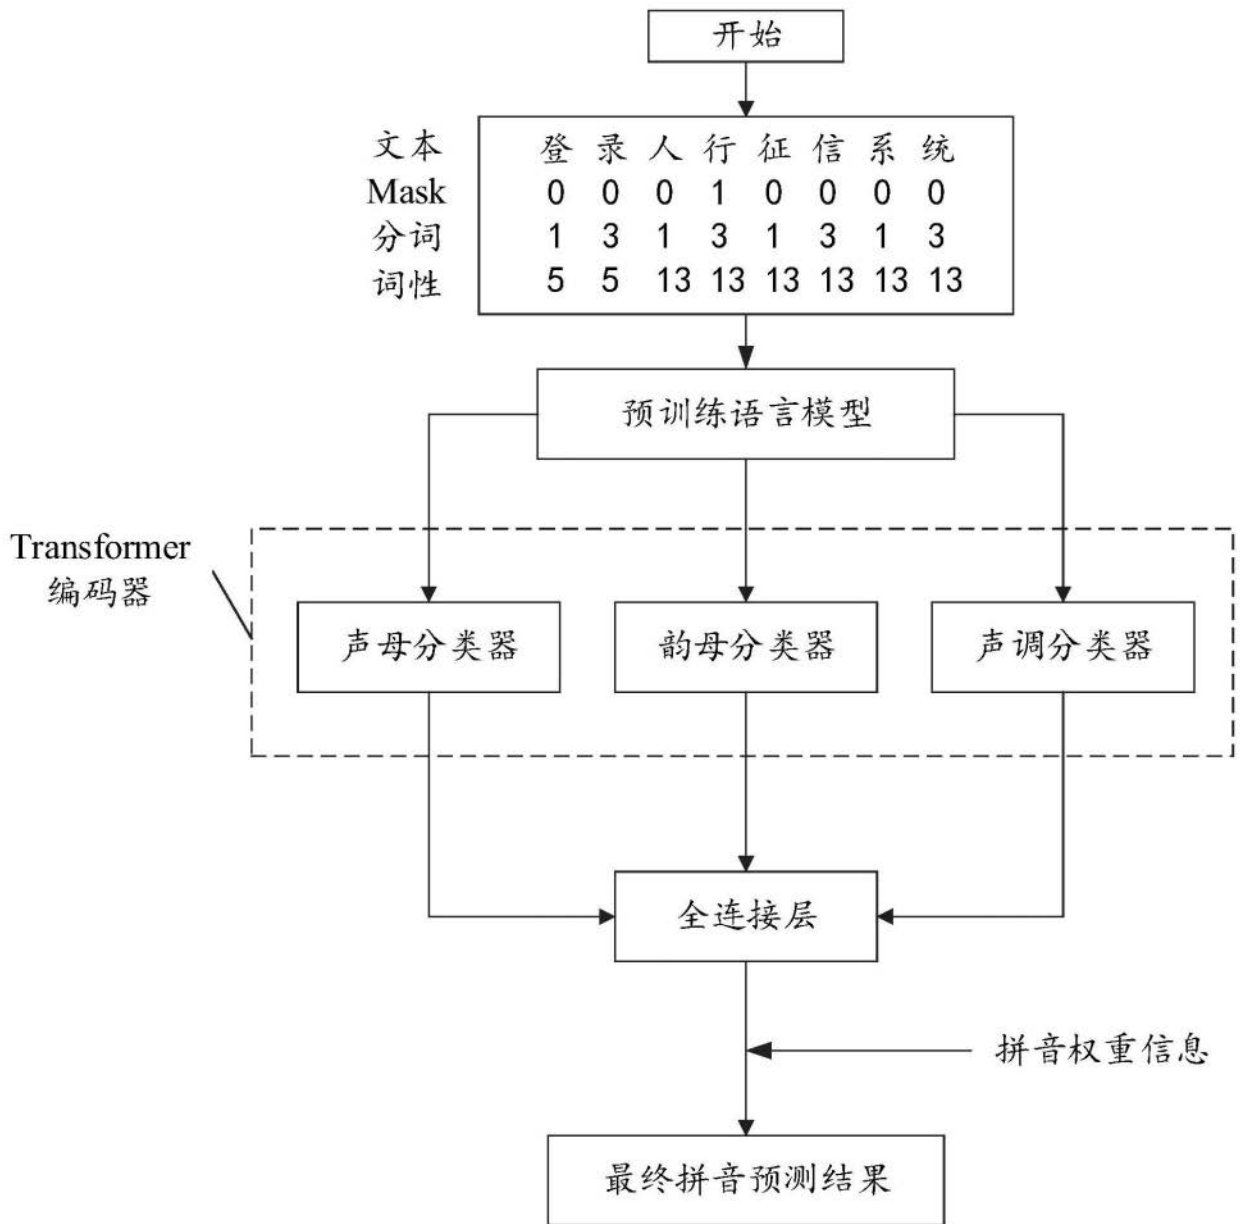 开始
文本 登 录 人 行 征 信 系 统
Mask 0 0 0 1 0 0 0 0
分词 1 3 1 3 1 3 1 3
词性 5 5 13 13 13 13 13 13
预训练语言模型
Transformer
编码器
声母分类器 韵母分类器 声调分类器
全连接层
拼音权重信息
最终拼音预测结果